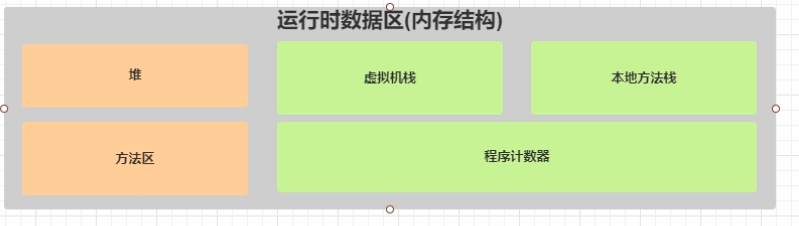 运行时数据区(内存结构)
堆
虚拟机栈
本地方法栈
方法区
程序计数器